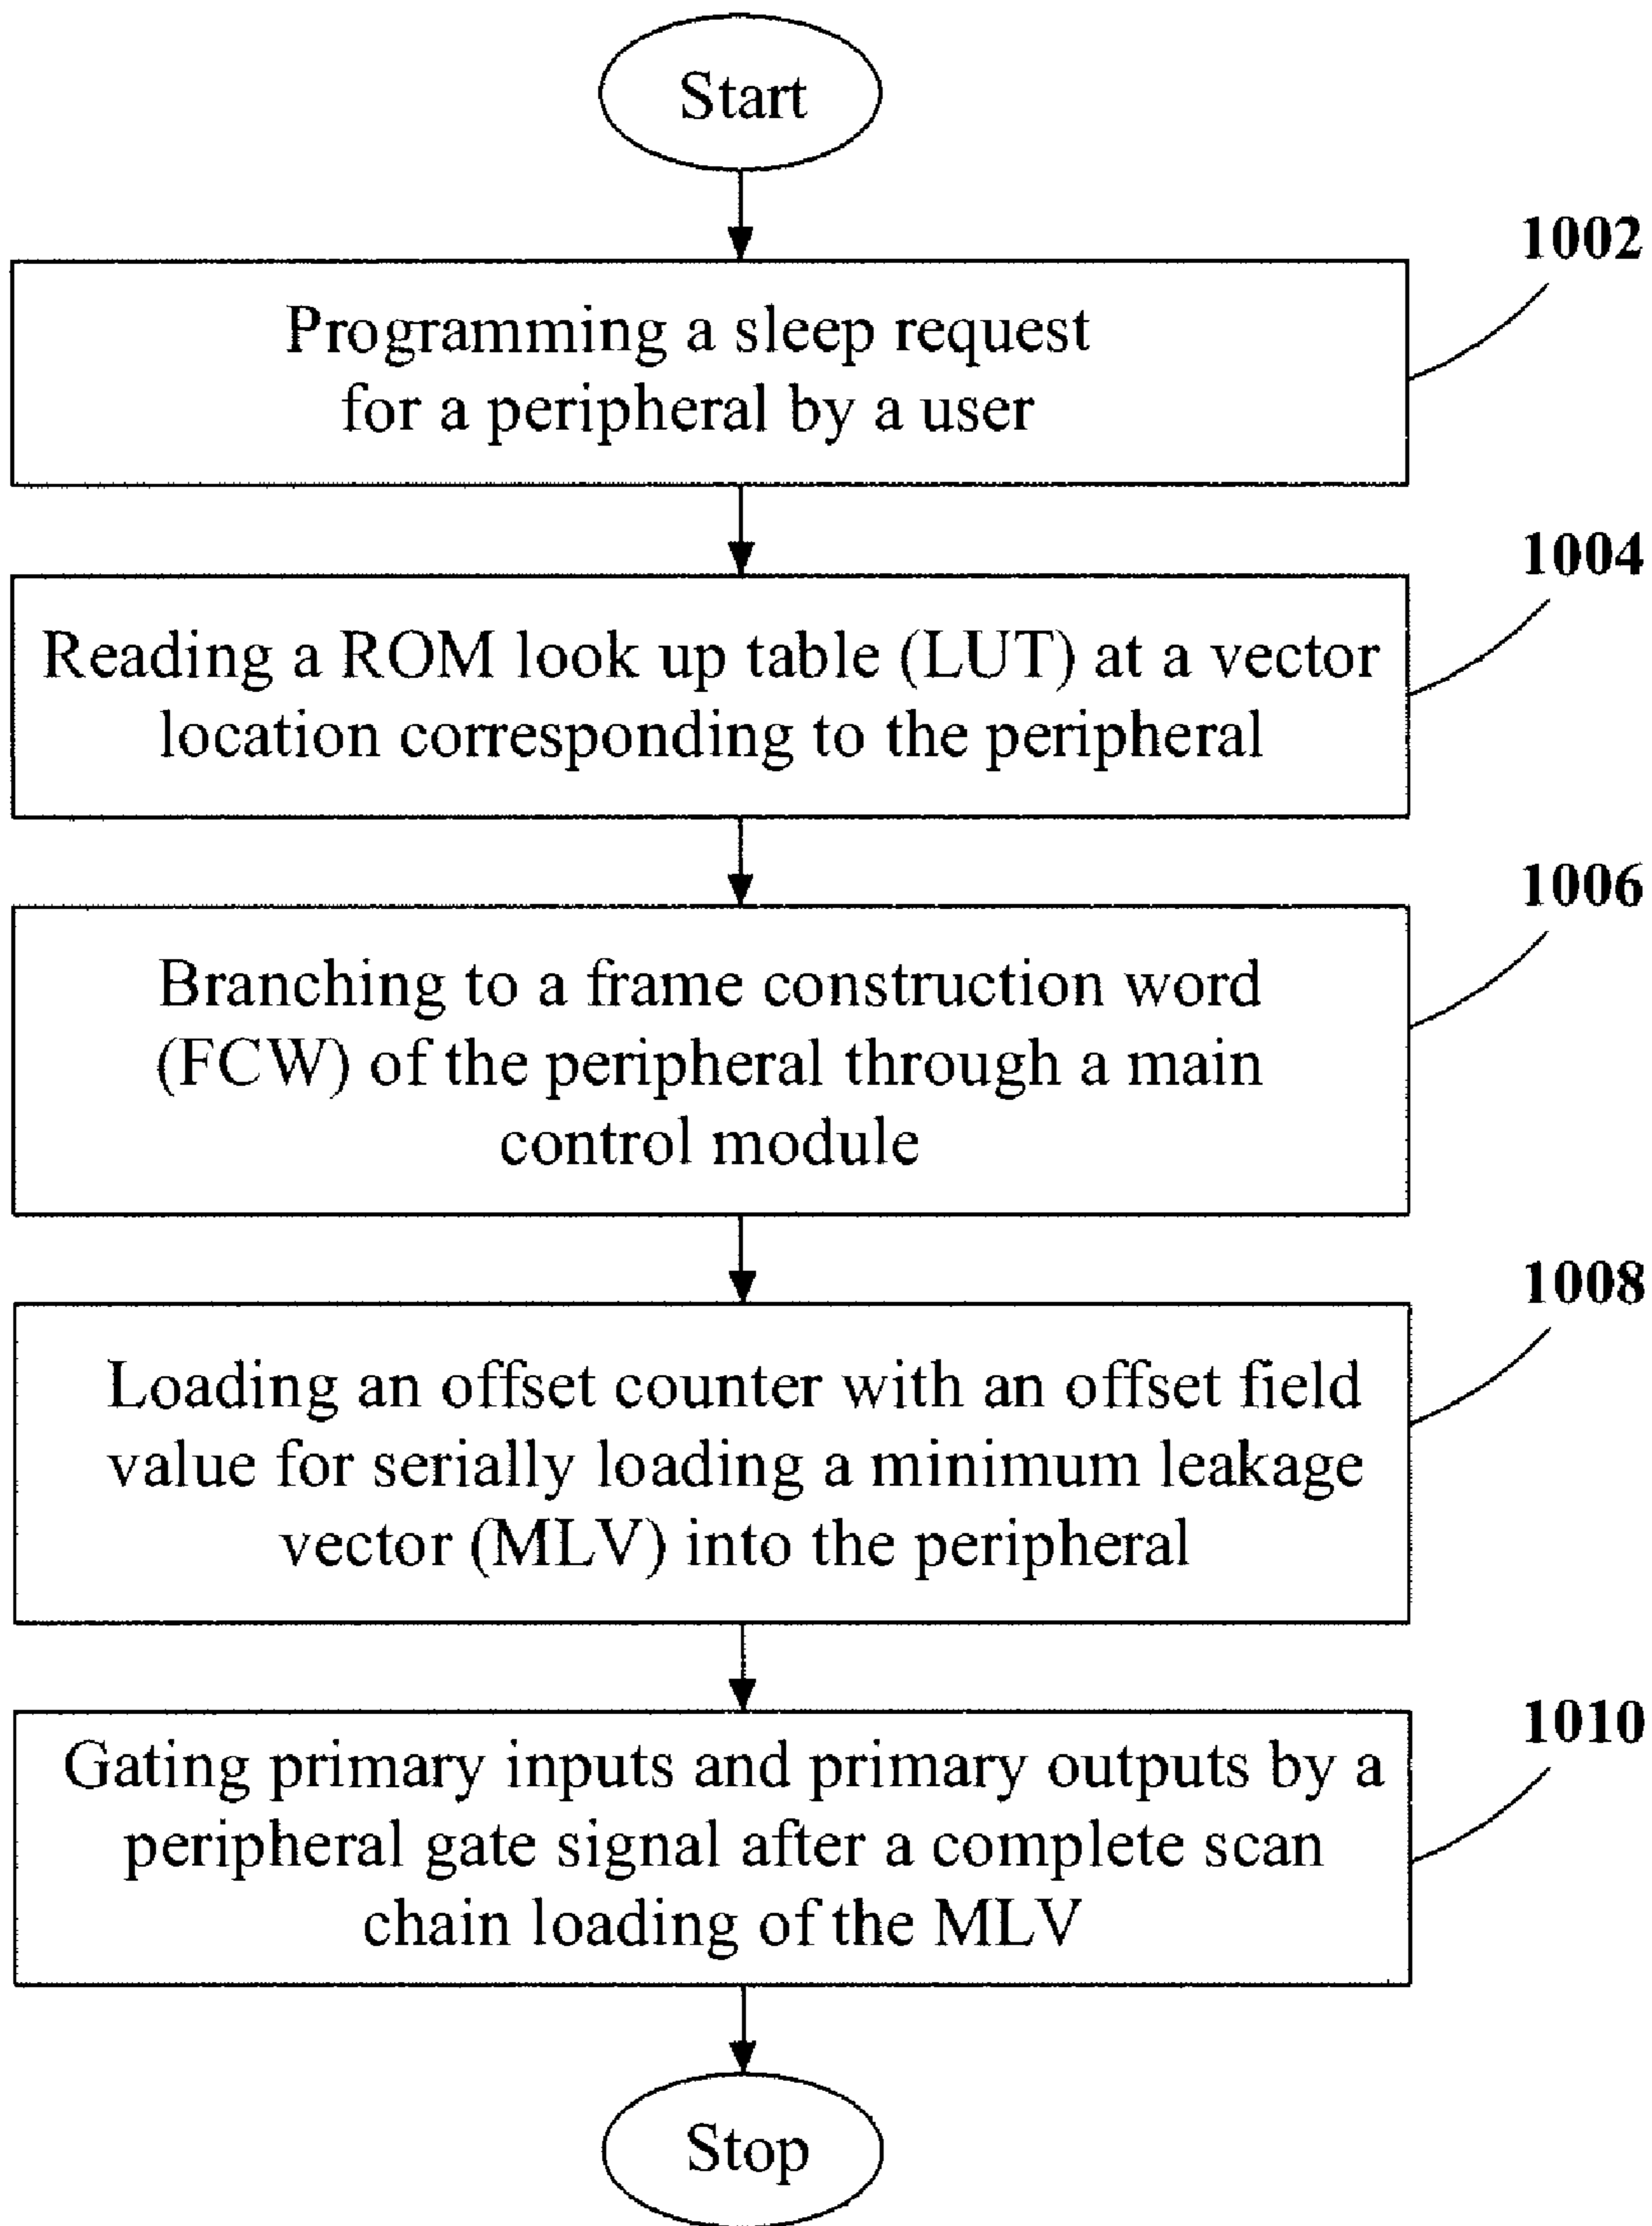 Start
1002
Programming a sleep request
for a peripheral by a user
1004
Reading a ROM look up table (LUT) at a vector
location corresponding to the peripheral
1006
Branching to a frame construction word
(FCW) of the peripheral through a main
control module
1008
Loading an offset counter with an offset field
value for serially loading a minimum leakage
vector (MLV) into the peripheral
1010
Gating primary inputs and primary outputs by a
peripheral gate signal after a complete scan
chain loading of the MLV
Stop